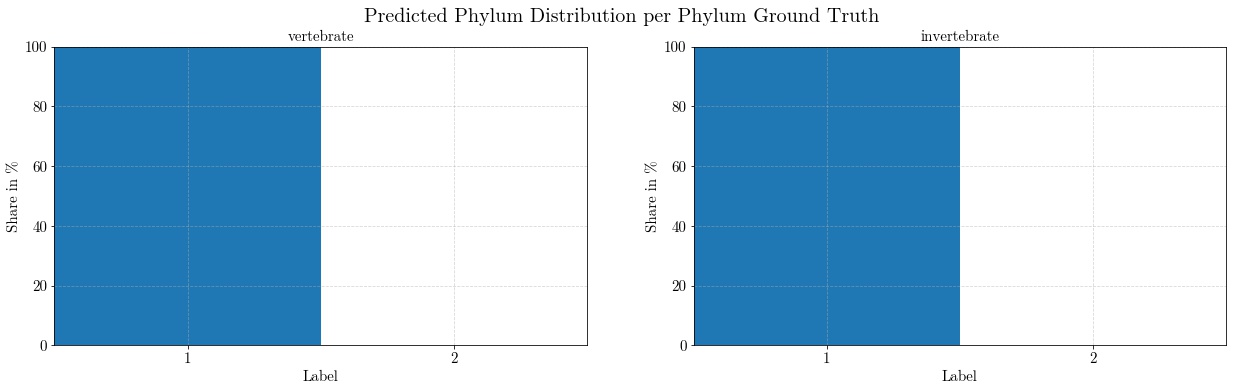 Predicted Phylum Distribution per Phylum Ground Truth
vertebrate
100
80
60
40
20
0
Share in %
1
2
Label
invertebrate
100
80
60
40
20
0
Share in %
1
2
Label